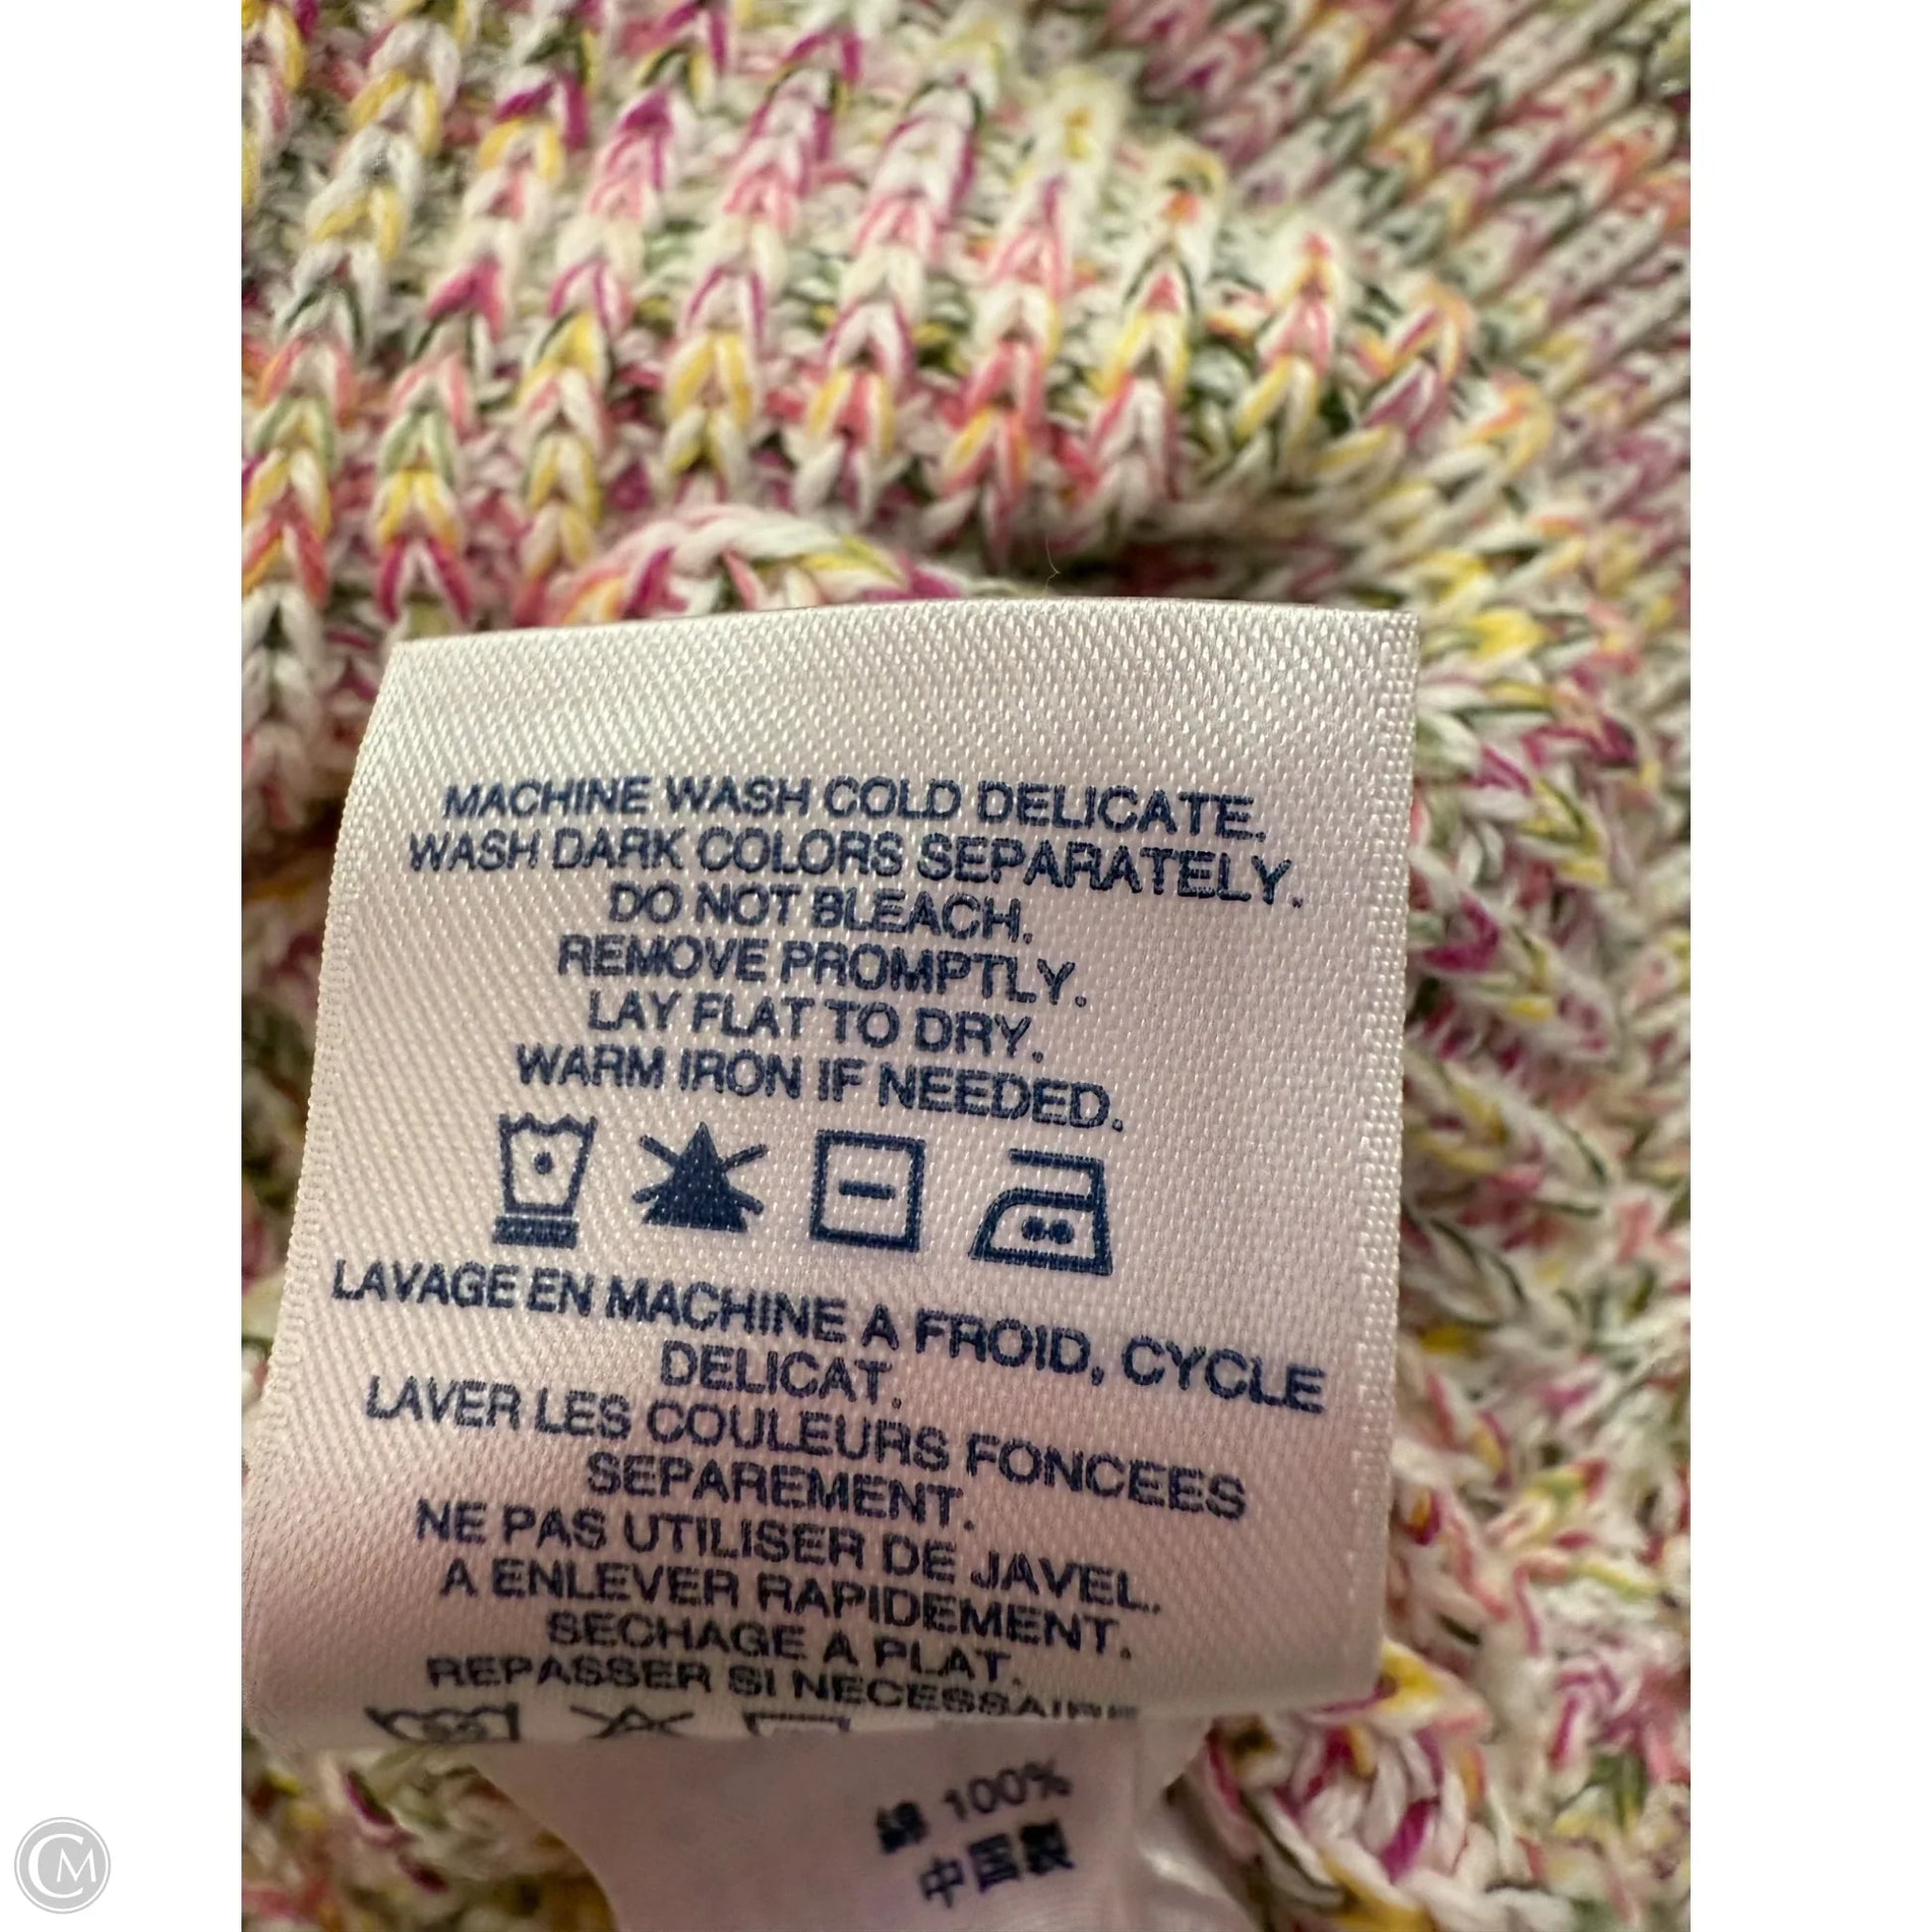 MACHINE WASH COLD DELICATE.
WASH DARK COLORS SEPARATELY.
DO NOT BLEACH.
REMOVE PROMPTLY.
LAY FLAT TO DRY.
WARM IRON IF NEEDED.
LAVAGE EN MACHINE A FROID, CYCLE
DELICAT.
LAVER LES COULEURS FONCEES
SEPAREMENT.
NE PAS UTILISER DE JAVEL.
A ENLEVER RAPIDEMENT.
SECHAGE A PLAT.
REPASSER SI NECESSAIRE
綿 100%
中国製
CM